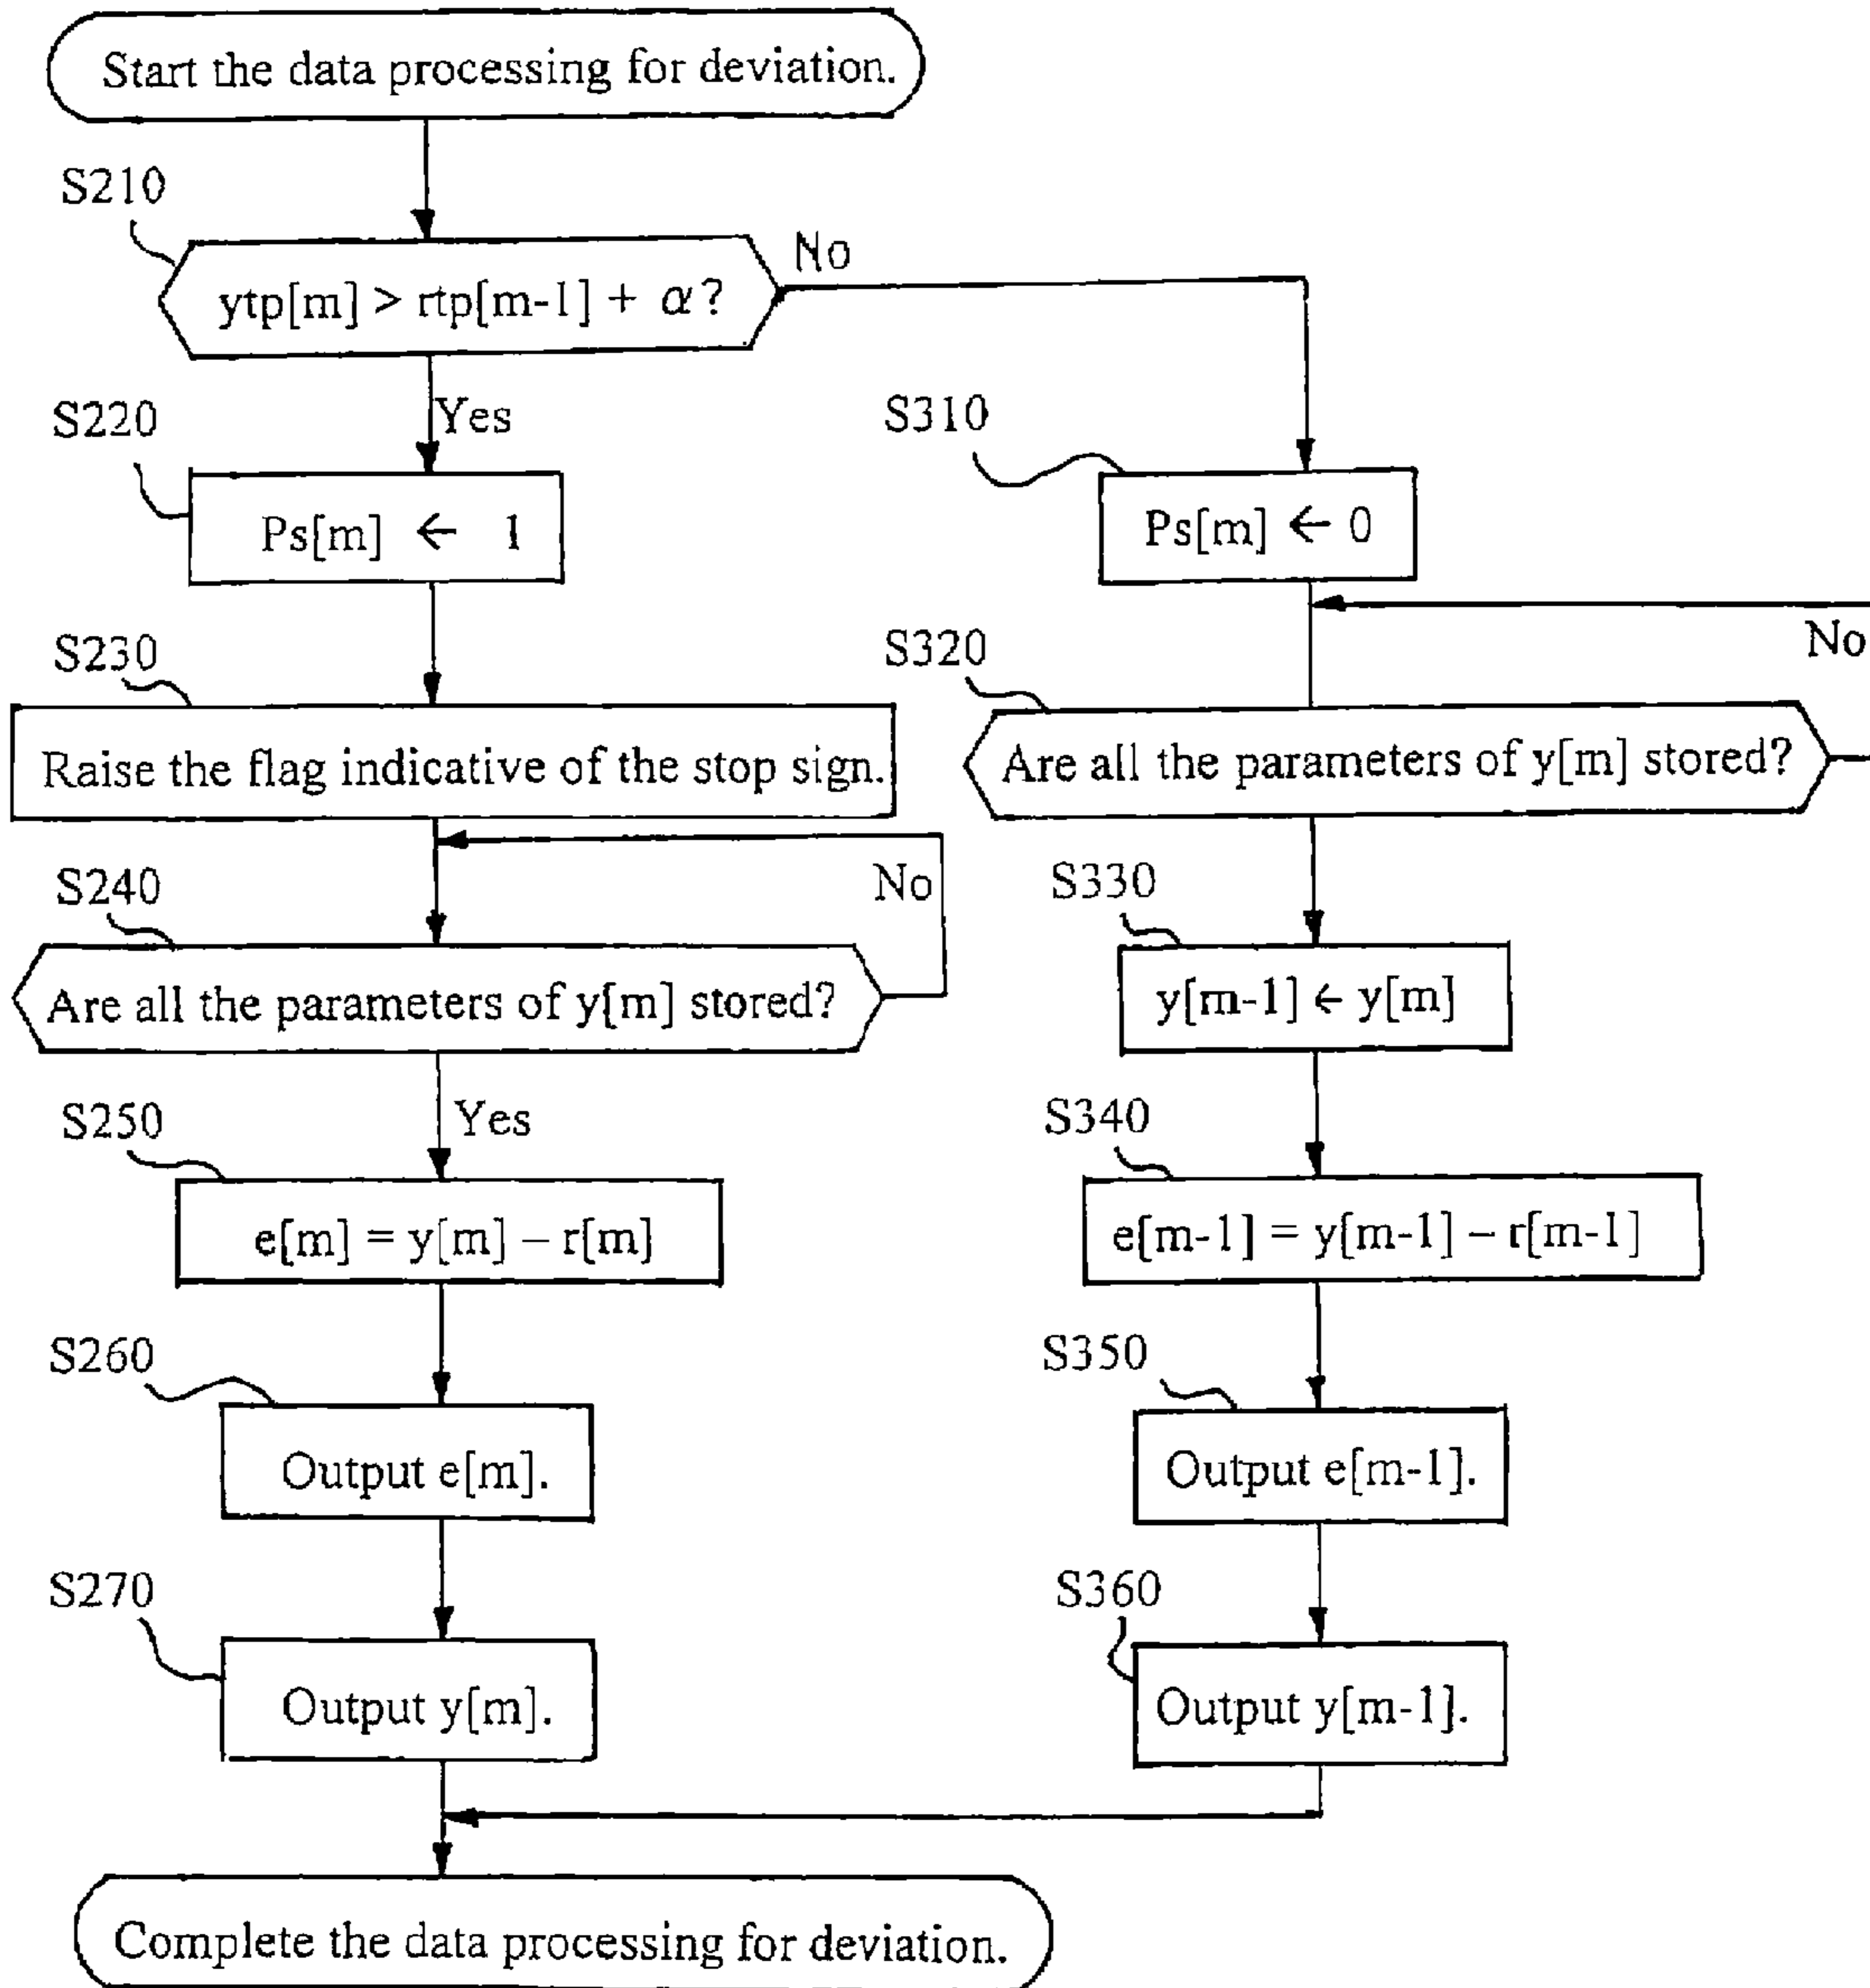 Start the data processing for deviation.
S210
No
ytp[m] > rtp[m-1] + α?
Yes
S220
Ps[m] ← 1
S230
Raise the flag indicative of the stop sign.
No
S240
Are all the parameters of y[m] stored?
Yes
S250
e[m] = y[m] – r[m]
S260
Output e[m].
S270
Output y[m].
S310
Ps[m] ← 0
No
S320
Are all the parameters of y[m] stored?
S330
y[m-1] ← y[m]
S340
e[m-1] = y[m-1] – r[m-1]
S350
Output e[m-1].
S360
Output y[m-1].
Complete the data processing for deviation.